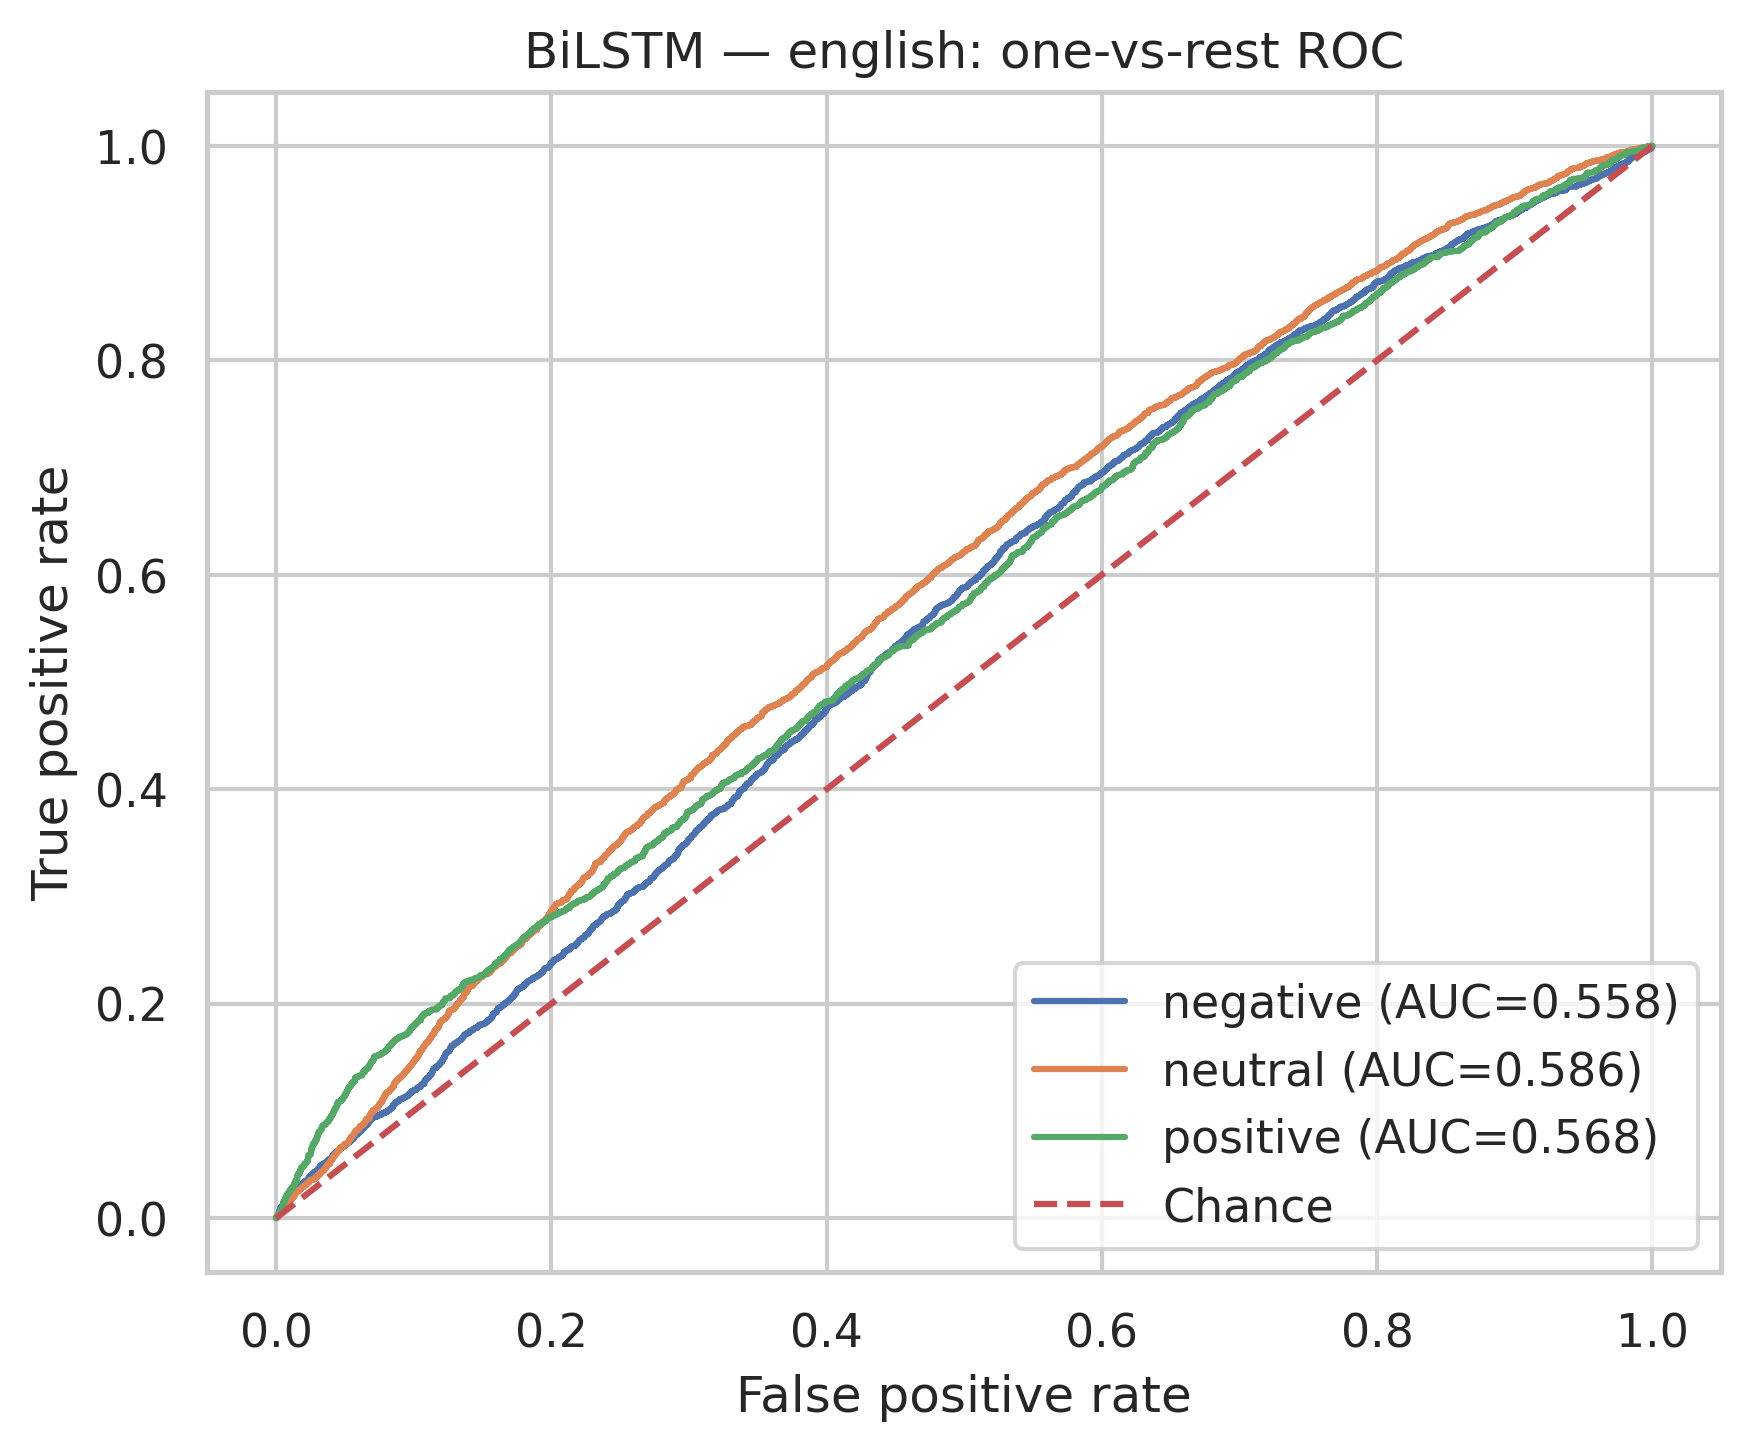 BiLSTM — english: one-vs-rest ROC
True positive rate
1.0
0.8
0.6
0.4
0.2
0.0
negative (AUC=0.558)
neutral (AUC=0.586)
positive (AUC=0.568)
Chance
0.0 0.2 0.4 0.6 0.8 1.0
False positive rate